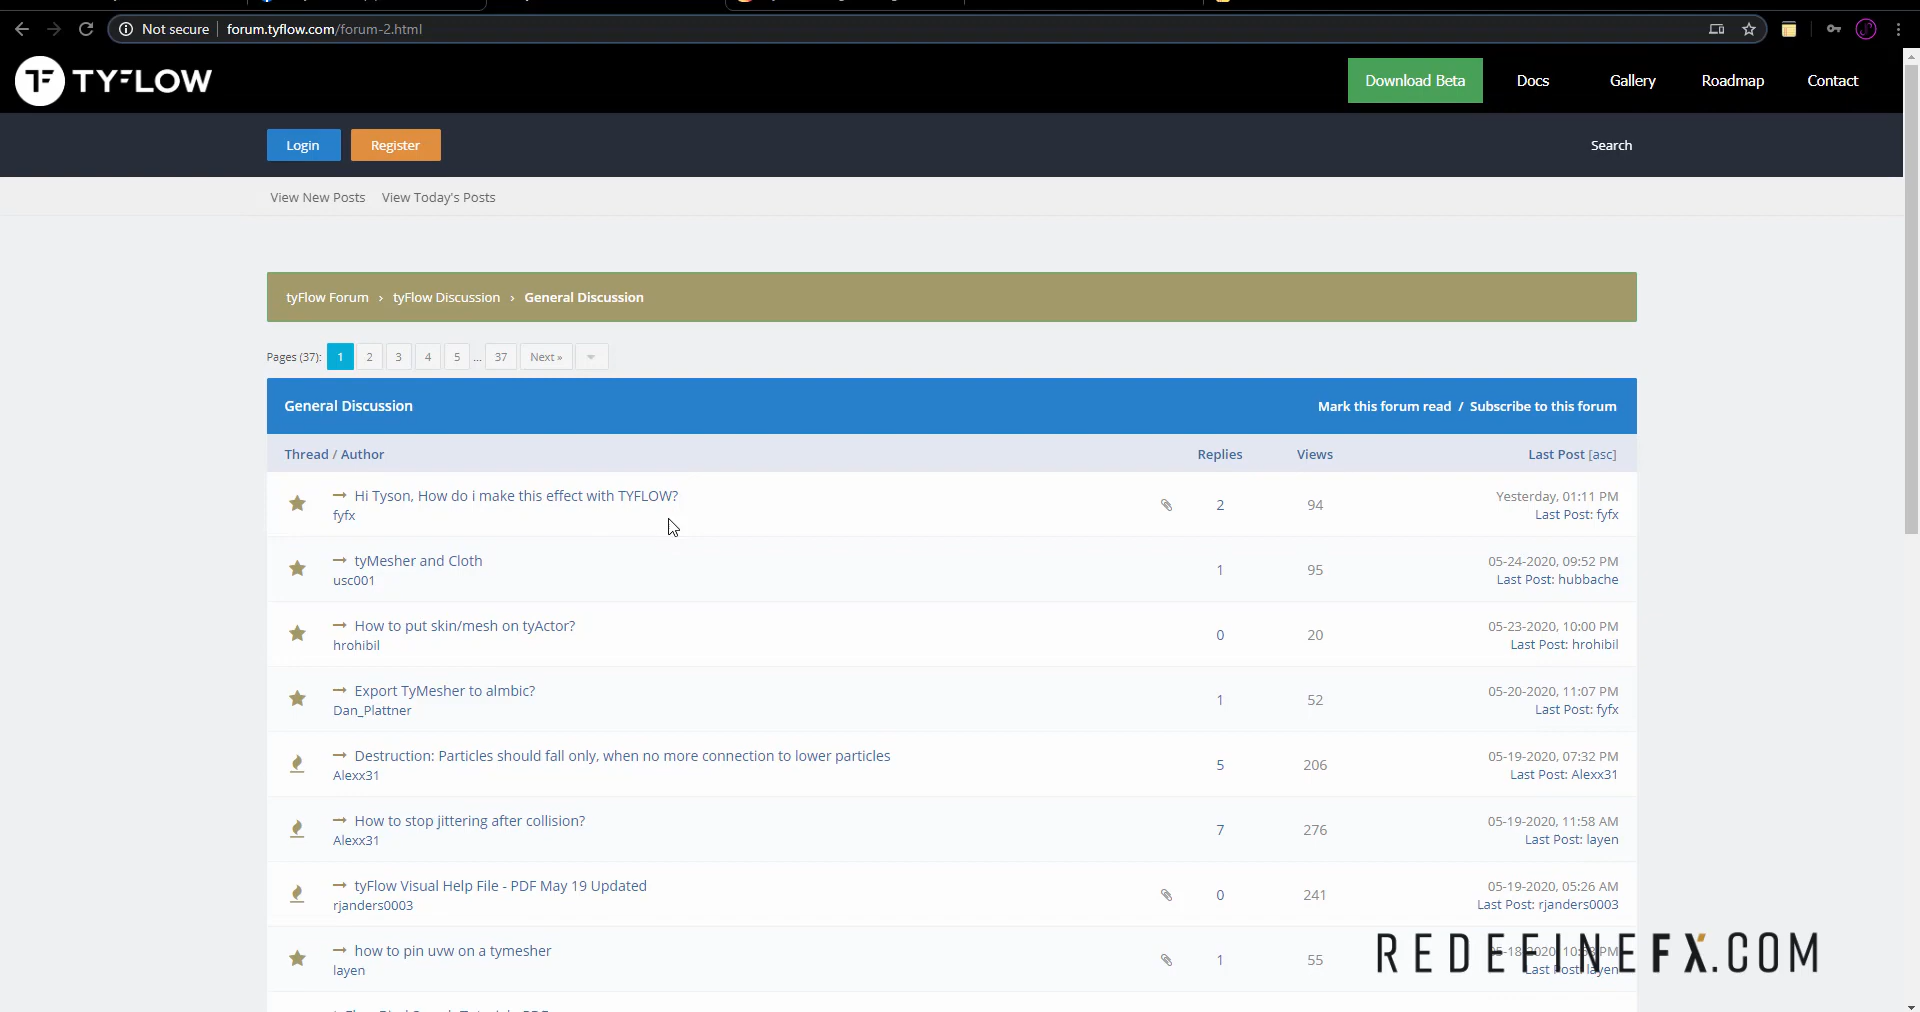 Not secure forum.tyflow.com/forum-2.html
TF TYFLOW
Download Beta Docs Gallery Roadmap Contact
Login Register Search
View New Posts View Today's Posts
tyFlow Forum › tyFlow Discussion › General Discussion
Pages (37): 1 2 3 4 5 ... 37 Next »
General Discussion Mark this forum read / Subscribe to this forum
Thread / Author Replies Views Last Post [asc]
Hi Tyson, How do i make this effect with TYFLOW? 2 94 Yesterday, 01:11 PM
fyfx Last Post: fyfx
tyMesher and Cloth 1 95 05-24-2020, 09:52 PM
usc001 Last Post: hubbache
How to put skin/mesh on tyActor? 0 20 05-23-2020, 10:00 PM
hrohibil Last Post: hrohibil
Export TyMesher to almbic? 1 52 05-20-2020, 11:07 PM
Dan_Plattner Last Post: fyfx
Destruction: Particles should fall only, when no more connection to lower particles 5 206 05-19-2020, 07:32 PM
Alexx31 Last Post: Alexx31
How to stop jittering after collision? 7 276 05-19-2020, 11:58 AM
Alexx31 Last Post: layen
tyFlow Visual Help File - PDF May 19 Updated 0 241 05-19-2020, 05:26 AM
rjanders0003 Last Post: rjanders0003
how to pin uvw on a tymesher 1 55
layen Last Post: layen
REDEFINEFX.COM